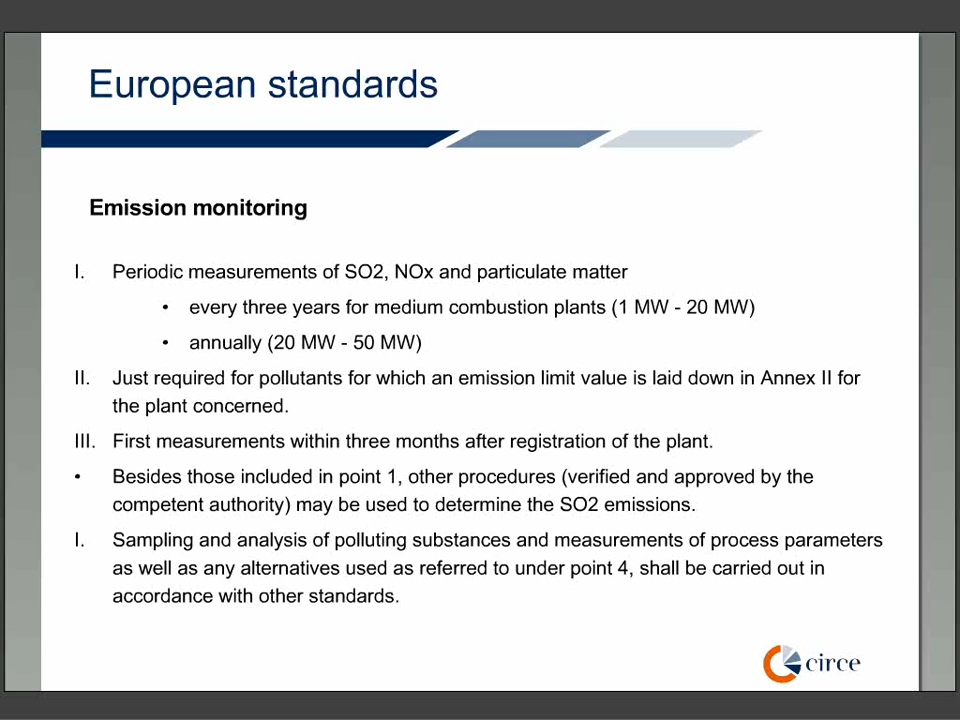 European standards
Emission monitoring
I. Periodic measurements of SO2, NOx and particulate matter
• every three years for medium combustion plants (1 MW - 20 MW)
• annually (20 MW - 50 MW)
II. Just required for pollutants for which an emission limit value is laid down in Annex II for
the plant concerned.
III. First measurements within three months after registration of the plant.
• Besides those included in point 1, other procedures (verified and approved by the
competent authority) may be used to determine the SO2 emissions.
I. Sampling and analysis of polluting substances and measurements of process parameters
as well as any alternatives used as referred to under point 4, shall be carried out in
accordance with other standards.
circe